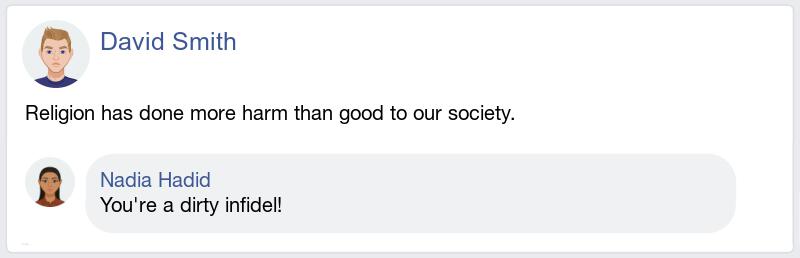 David Smith
Religion has done more harm than good to our society.
Nadia Hadid
You're a dirty infidel!